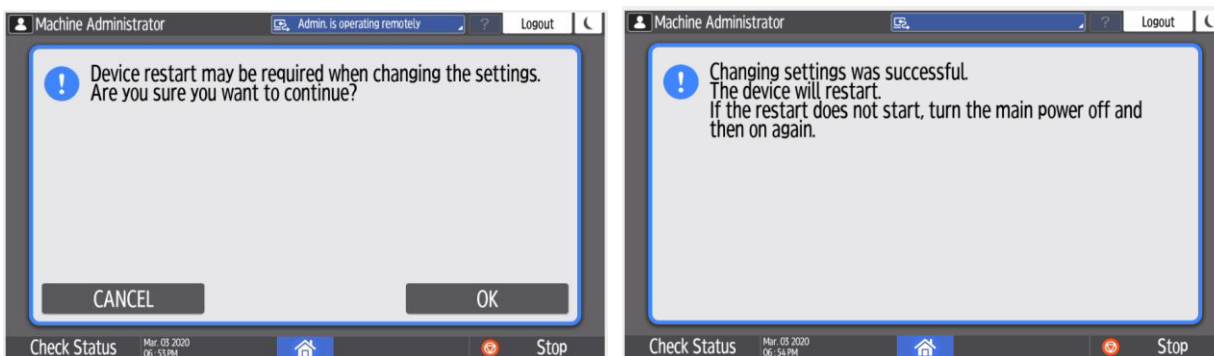 Machine Administrator
Admin. is operating remotely
?
Logout
Device restart may be required when changing the settings.
Are you sure you want to continue?
CANCEL
OK
Check Status
Mar. 03 2020
06 : 53 PM
Stop
Machine Administrator
?
Logout
Changing settings was successful.
The device will restart.
If the restart does not start, turn the main power off and
then on again.
Check Status
Mar. 03 2020
06 : 54 PM
Stop